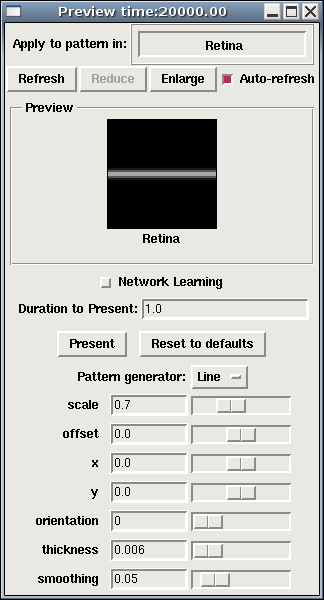 Preview time:20000.00
Apply to pattern in: Retina
Refresh Reduce Enlarge Auto-refresh
Preview
Retina
Network Learning
Duration to Present: 1.0
Present Reset to defaults
Pattern generator: Line
scale 0.7
offset 0.0
x 0.0
y 0.0
orientation 0
thickness 0.006
smoothing 0.05